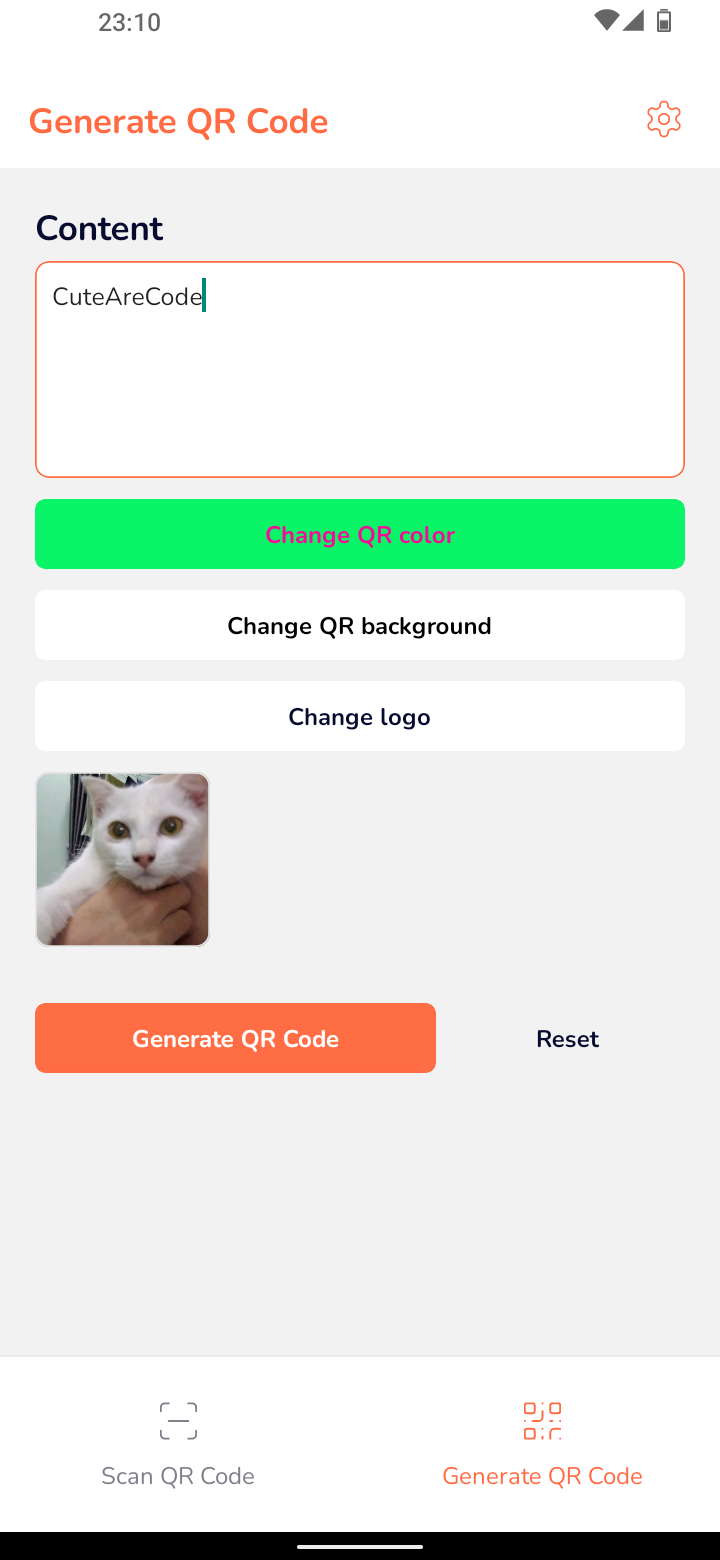 23:10
Generate QR Code
Content
CuteAreCode
Change QR color
Change QR background
Change logo
Generate QR Code
Reset
Scan QR Code
Generate QR Code